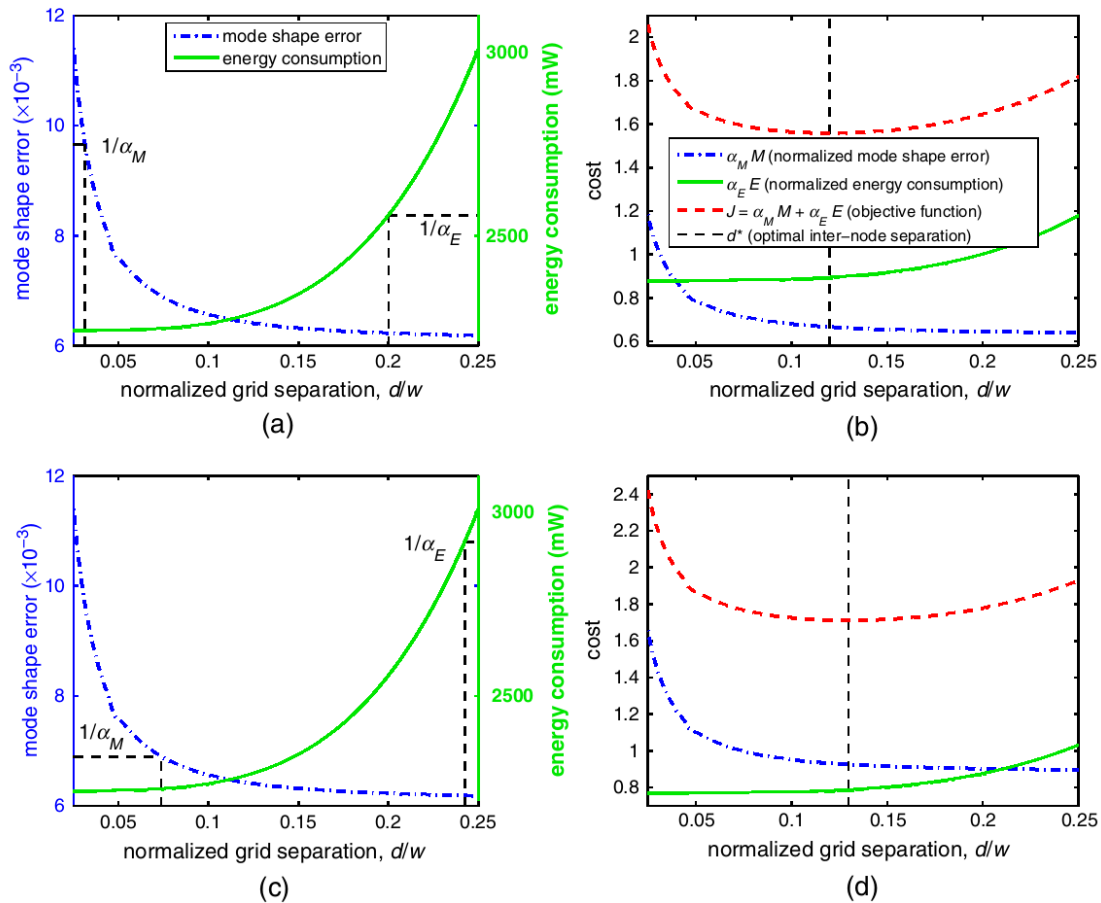 12
10
8
6
mode shape error (×10⁻³)
mode shape error
energy consumption
1/α_M
1/α_E
3000
2500
energy consumption (mW)
0.05 0.1 0.15 0.2 0.25
normalized grid separation, d/w
(a)
2
1.8
1.6
1.4
1.2
1
0.8
0.6
cost
α_M M (normalized mode shape error)
α_E E (normalized energy consumption)
J = α_M M + α_E E (objective function)
d* (optimal inter−node separation)
0.05 0.1 0.15 0.2 0.25
normalized grid separation, d/w
(b)
12
10
8
6
mode shape error (×10⁻³)
1/α_M
1/α_E
3000
2500
energy consumption (mW)
0.05 0.1 0.15 0.2 0.25
normalized grid separation, d/w
(c)
2.4
2.2
2
1.8
1.6
1.4
1.2
1
0.8
cost
0.05 0.1 0.15 0.2 0.25
normalized grid separation, d/w
(d)